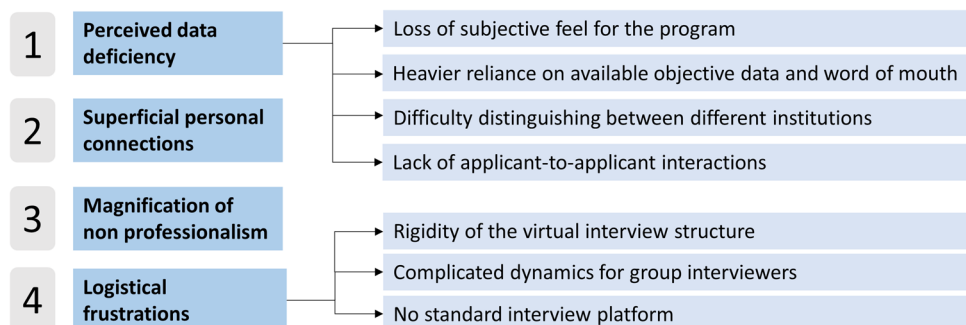 1
Perceived data
deficiency
Loss of subjective feel for the program
Heavier reliance on available objective data and word of mouth
Difficulty distinguishing between different institutions
Lack of applicant-to-applicant interactions
2
Superficial personal
connections
3
Magnification of
non professionalism
4
Logistical
frustrations
Rigidity of the virtual interview structure
Complicated dynamics for group interviewers
No standard interview platform